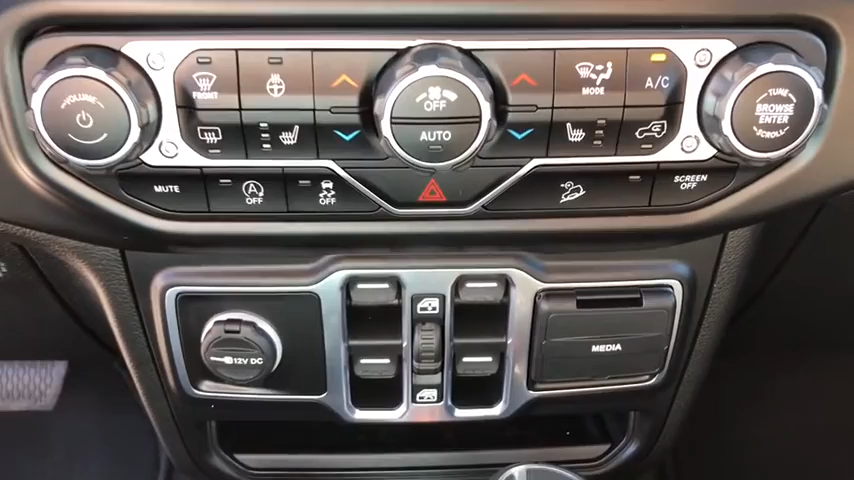 VOLUME
FRONT
OFF
AUTO
MODE
A/C
TUNE
BROWSE
ENTER
SCROLL
MUTE
A
OFF
OFF
SCREEN
OFF
12V DC
MEDIA